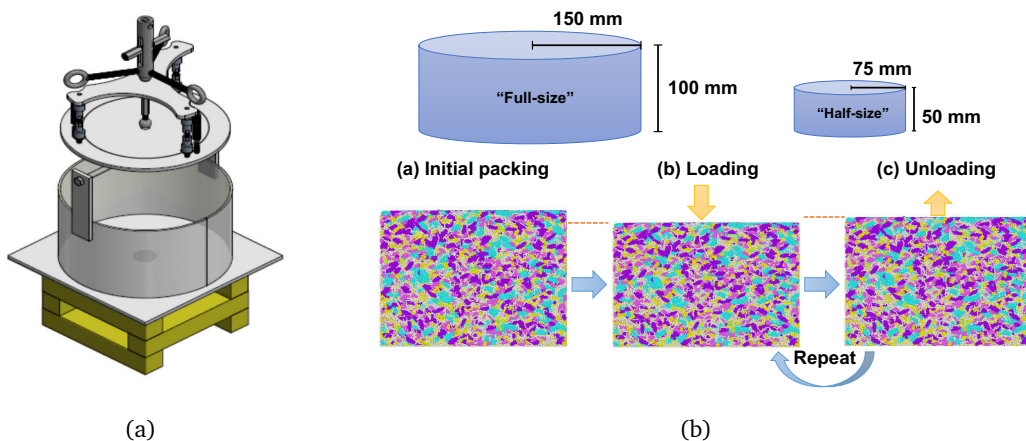 150 mm
“Full-size”
100 mm
75 mm
“Half-size”
50 mm
(a) Initial packing
(b) Loading
(c) Unloading
Repeat
(a)
(b)